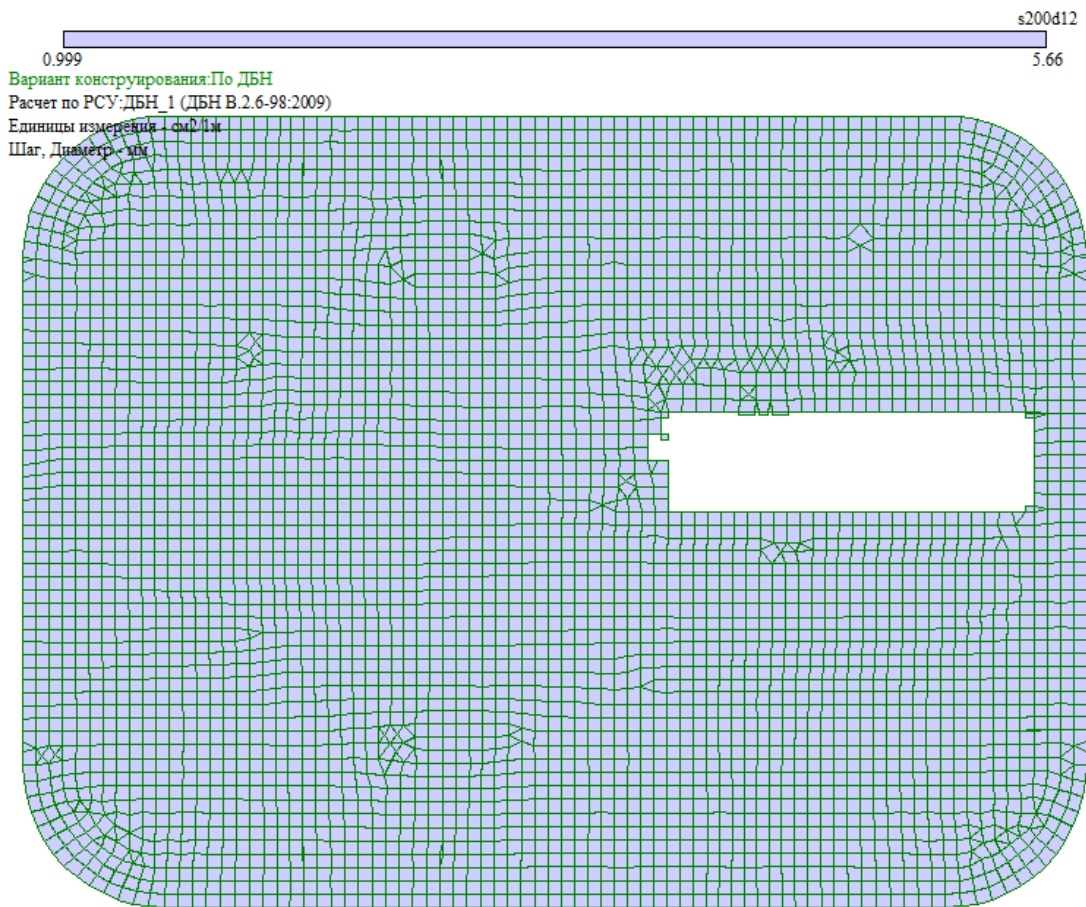 s200d12
0.999 5.66
Вариант конструирования:По ДБН
Расчет по РСУ:ДБН_1 (ДБН В.2.6-98:2009)
Единицы измерения - см2/1м
Шаг, Диаметр - мм